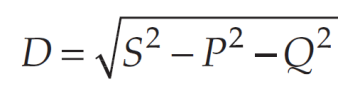 D = √S² − P² − Q²